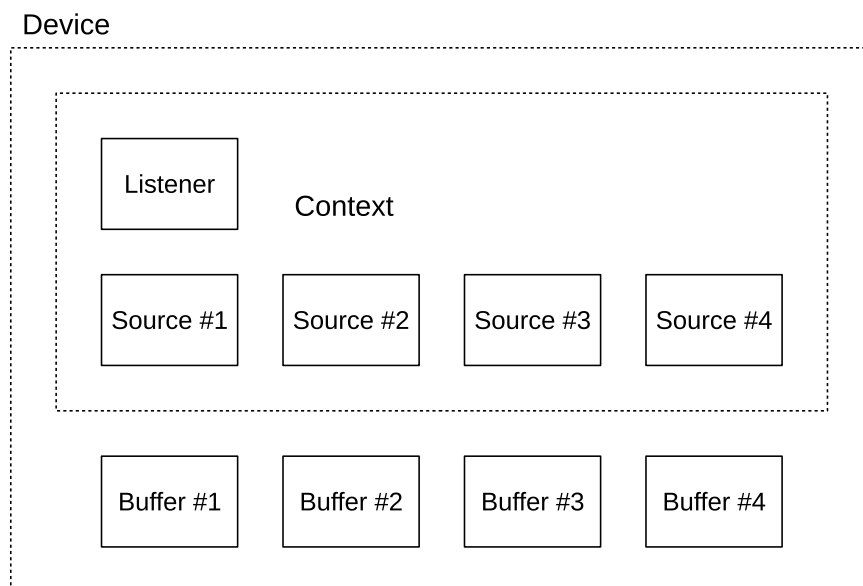 Device
Listener
Context
Source #1
Source #2
Source #3
Source #4
Buffer #1
Buffer #2
Buffer #3
Buffer #4